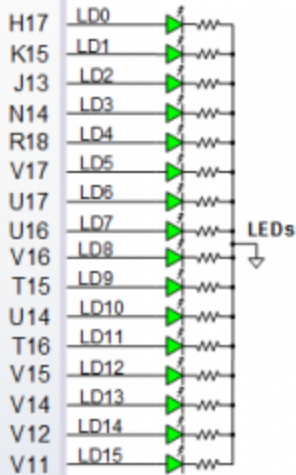 H17 LD0
K15 LD1
J13 LD2
N14 LD3
R18 LD4
V17 LD5
U17 LD6
U16 LD7
LEDs
V16 LD8
T15 LD9
U14 LD10
T16 LD11
V15 LD12
V14 LD13
V12 LD14
V11 LD15